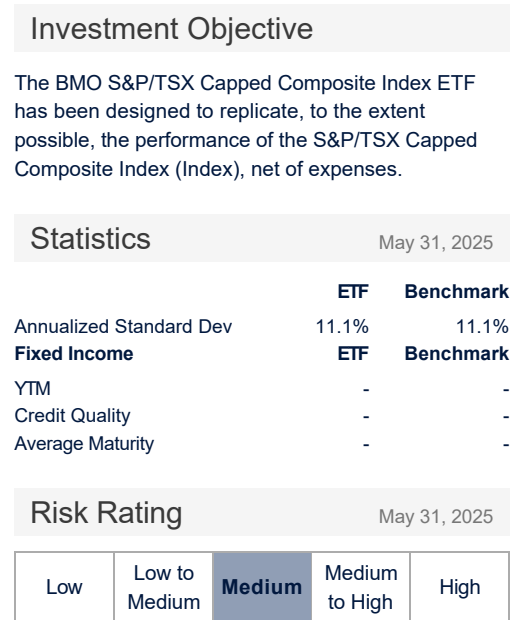 Investment Objective
The BMO S&P/TSX Capped Composite Index ETF
has been designed to replicate, to the extent
possible, the performance of the S&P/TSX Capped
Composite Index (Index), net of expenses.
Statistics May 31, 2025
ETF Benchmark
Annualized Standard Dev 11.1% 11.1%
Fixed Income ETF Benchmark
YTM - -
Credit Quality - -
Average Maturity - -
Risk Rating May 31, 2025
Low Low to Medium Medium Medium to High High